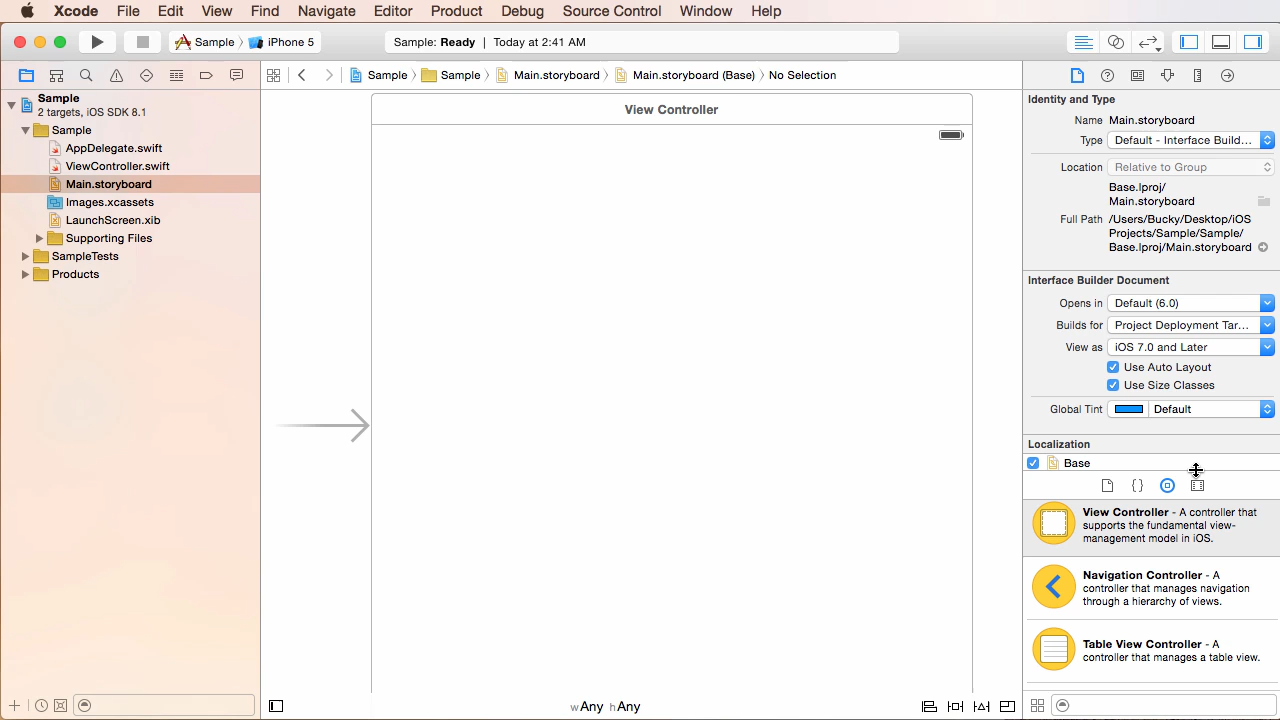 Xcode File Edit View Find Navigate Editor Product Debug Source Control Window Help
Sample iPhone 5
Sample: Ready | Today at 2:41 AM
Sample Sample Main.storyboard Main.storyboard (Base) No Selection
Sample
2 targets, iOS SDK 8.1
Sample
AppDelegate.swift
ViewController.swift
Main.storyboard
Images.xcassets
LaunchScreen.xib
Supporting Files
SampleTests
Products
View Controller
wAny hAny
Identity and Type
Name Main.storyboard
Type Default - Interface Build...
Location Relative to Group
Base.lproj/
Main.storyboard
Full Path /Users/Bucky/Desktop/iOS
Projects/Sample/Sample/
Base.lproj/Main.storyboard
Interface Builder Document
Opens in Default (6.0)
Builds for Project Deployment Tar...
View as iOS 7.0 and Later
Use Auto Layout
Use Size Classes
Global Tint Default
Localization
Base
{ }
View Controller - A controller that
supports the fundamental view-
management model in iOS.
Navigation Controller - A
controller that manages navigation
through a hierarchy of views.
Table View Controller - A
controller that manages a table view.